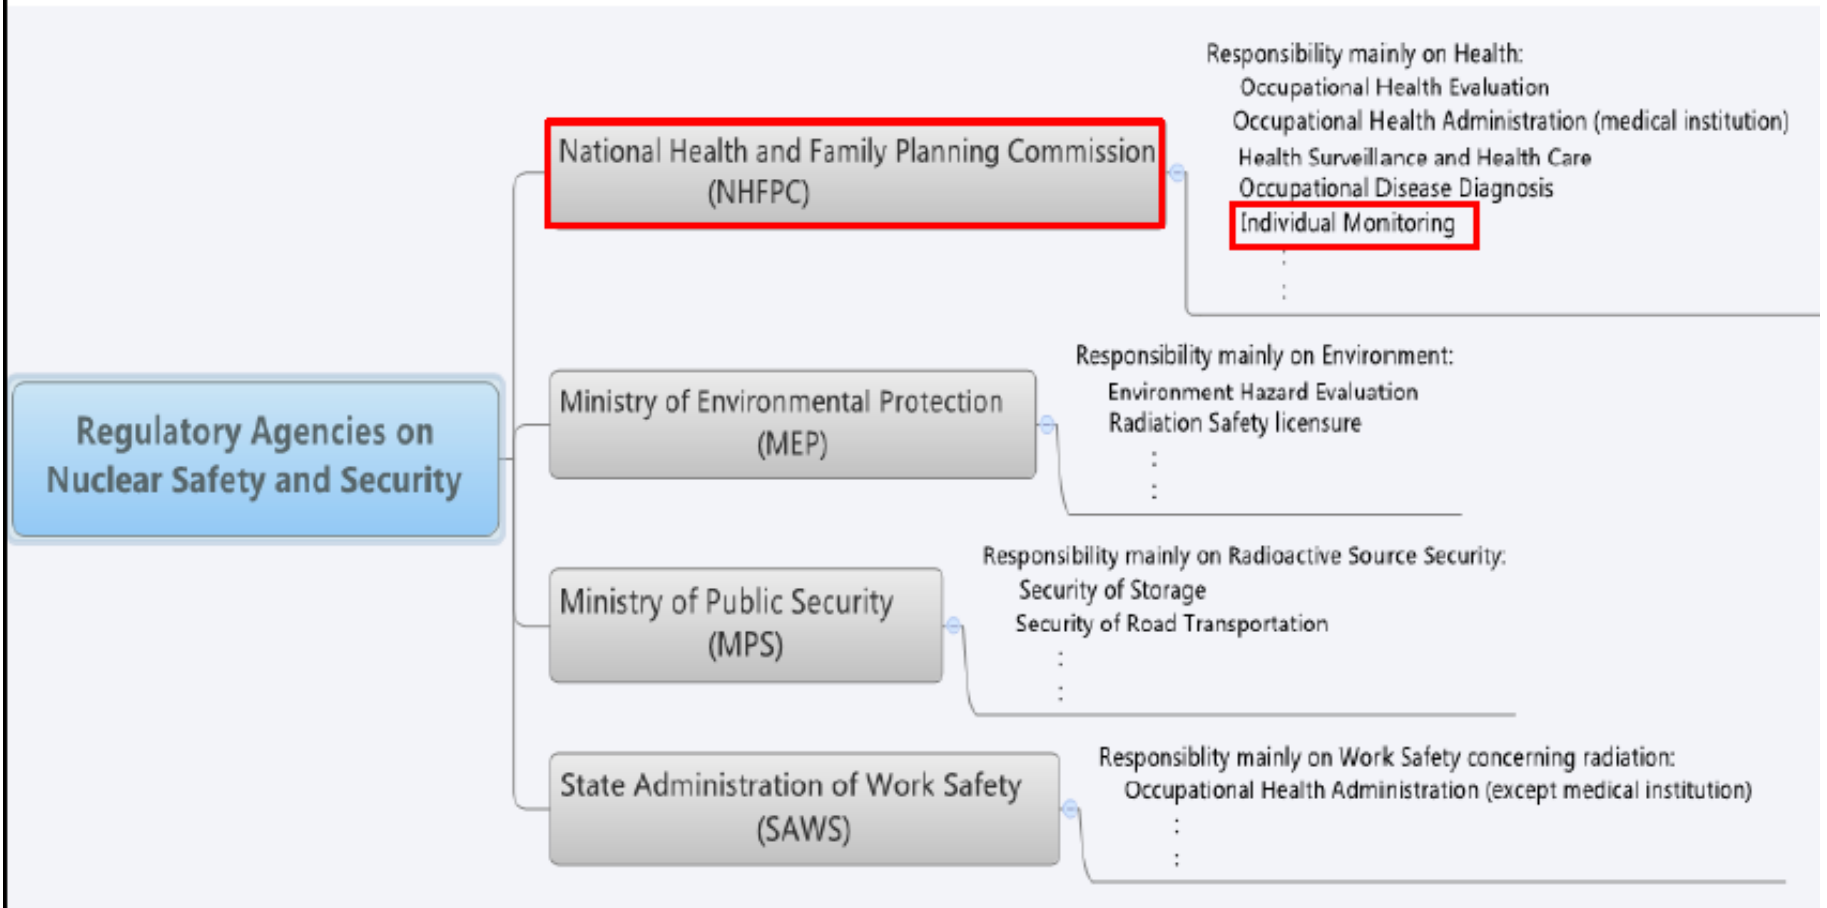 Regulatory Agencies on
Nuclear Safety and Security
National Health and Family Planning Commission
(NHFPC)
Responsibility mainly on Health:
Occupational Health Evaluation
Occupational Health Administration (medical institution)
Health Surveillance and Health Care
Occupational Disease Diagnosis
Individual Monitoring
Ministry of Environmental Protection
(MEP)
Responsibility mainly on Environment:
Environment Hazard Evaluation
Radiation Safety licensure
Ministry of Public Security
(MPS)
Responsibility mainly on Radioactive Source Security:
Security of Storage
Security of Road Transportation
State Administration of Work Safety
(SAWS)
Responsiblity mainly on Work Safety concerning radiation:
Occupational Health Administration (except medical institution)